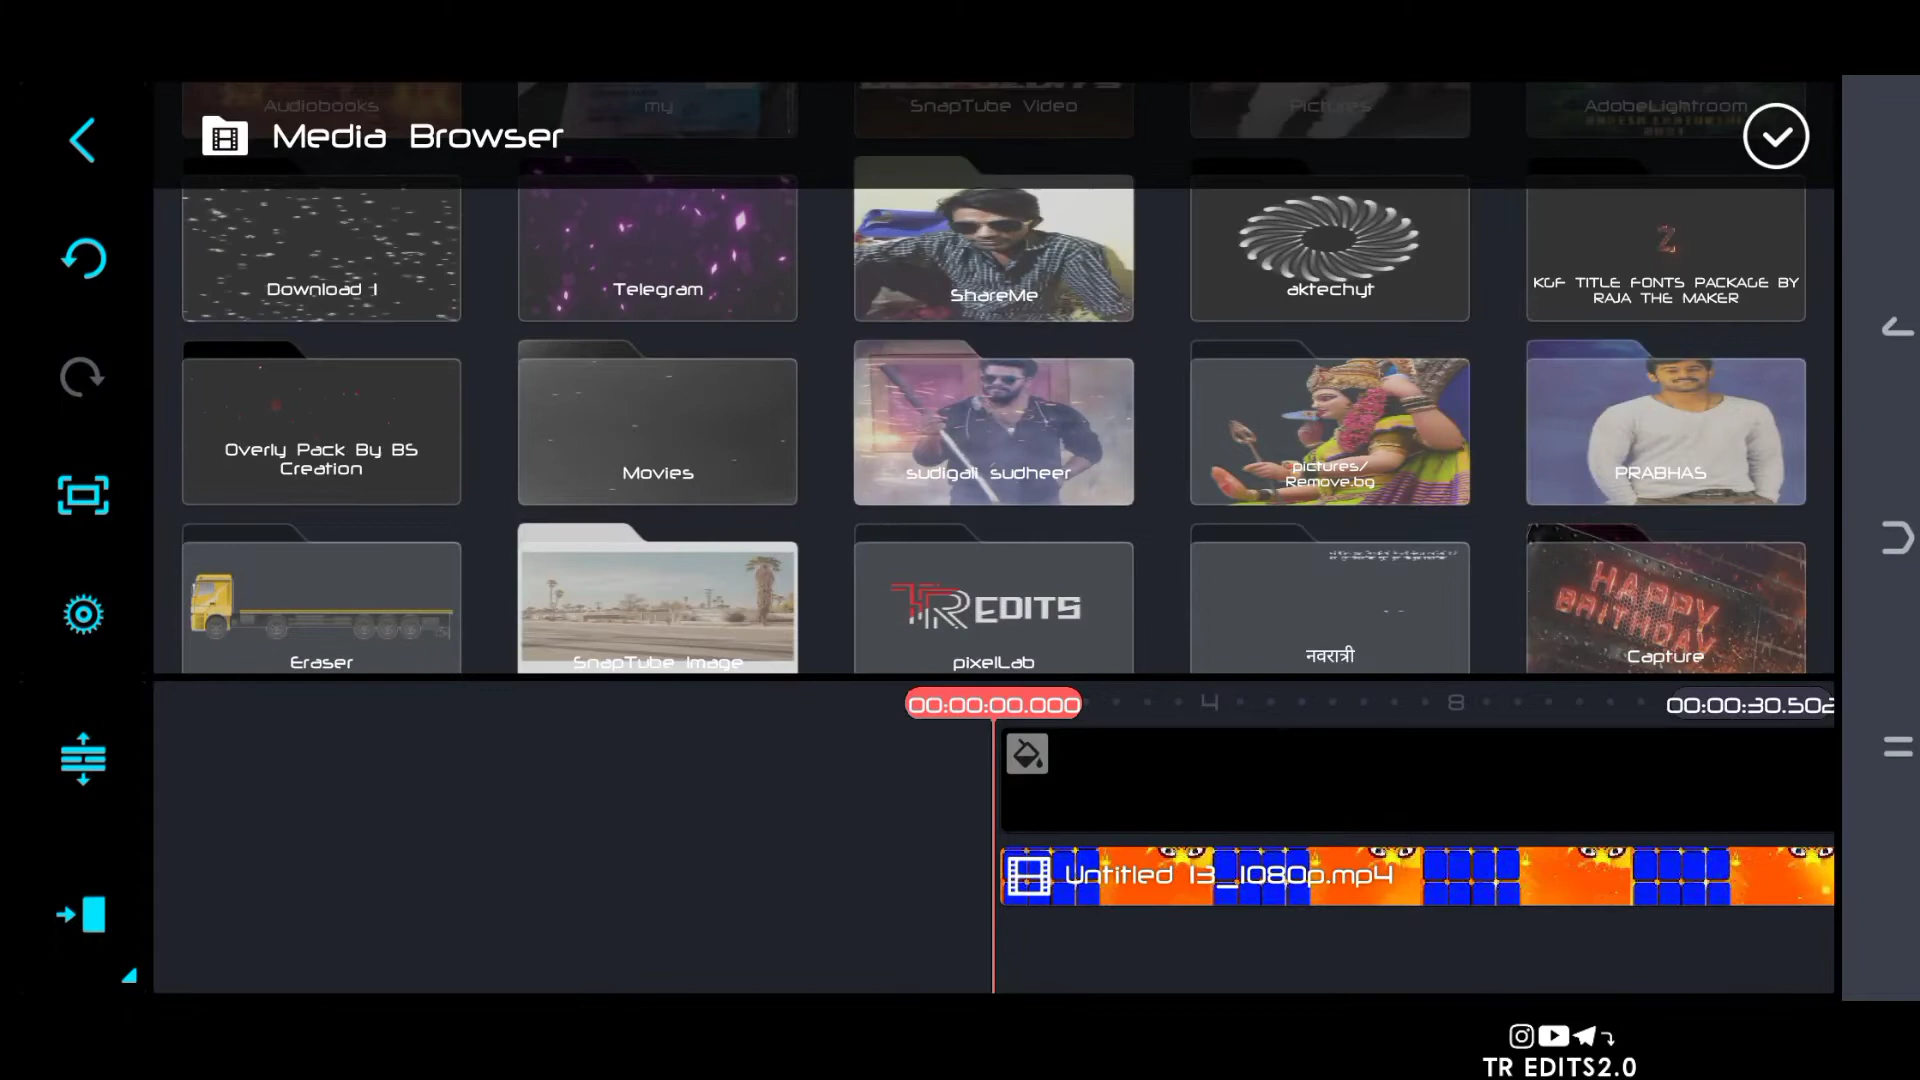 Audiobooks
my
SnapTube Video
Pictures
AdobeLightroom
Media Browser
Download 1
Telegram
ShareMe
aktechyt
KGF TITLE FONTS PACKAGE BY
RAJA THE MAKER
Overly Pack By BS
Creation
Movies
sudigali sudheer
pictures/
Remove.bg
PRABHAS
HAPPY
BRITHDAY
TR EDITS
Eraser
SnapTube Image
pixelLab
नवरात्री
Capture
00:00:00.000
4
8
00:00:30.502
Untitled 13_1080p.mp4
TR EDITS2.0